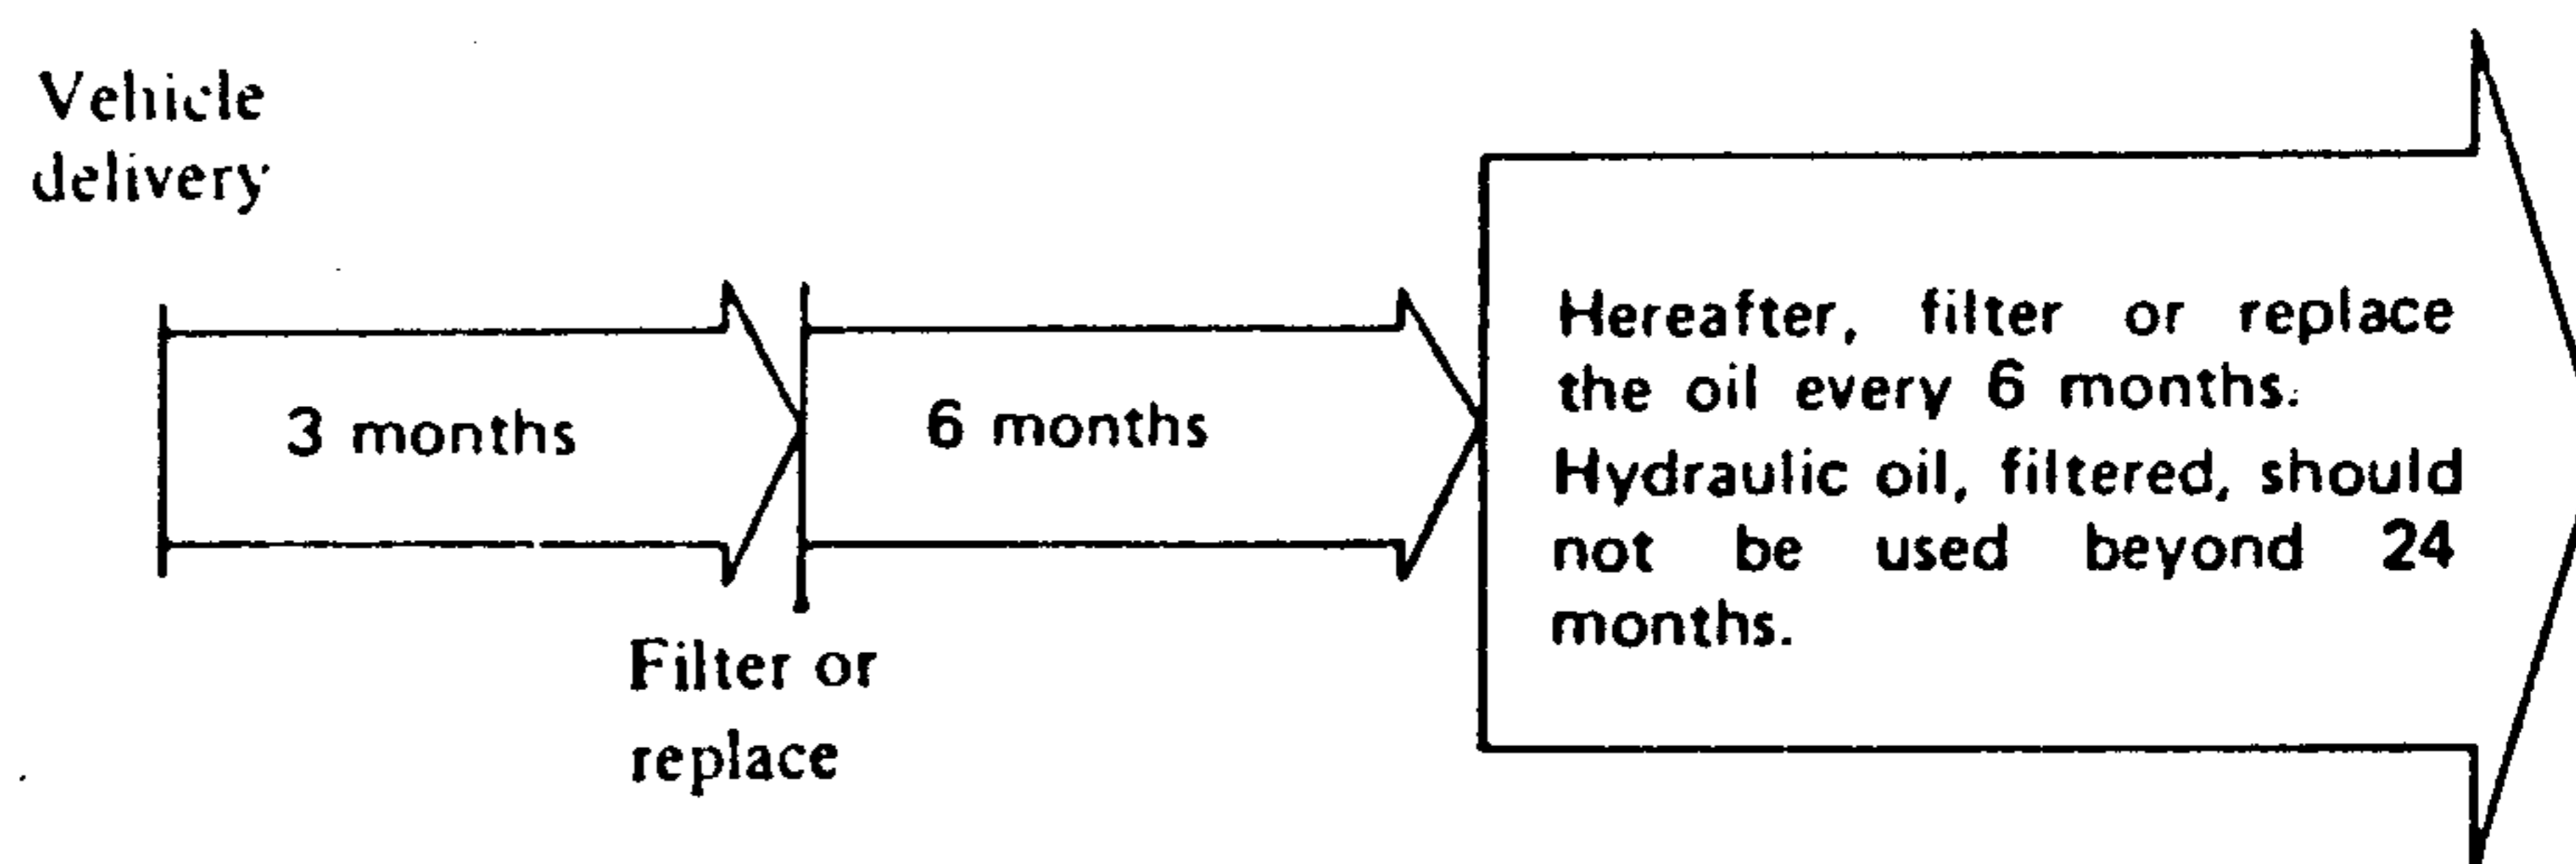 Vehicle
delivery
3 months
6 months
Filter or
replace
Hereafter, filter or replace
the oil every 6 months.
Hydraulic oil, filtered, should
not be used beyond 24
months.